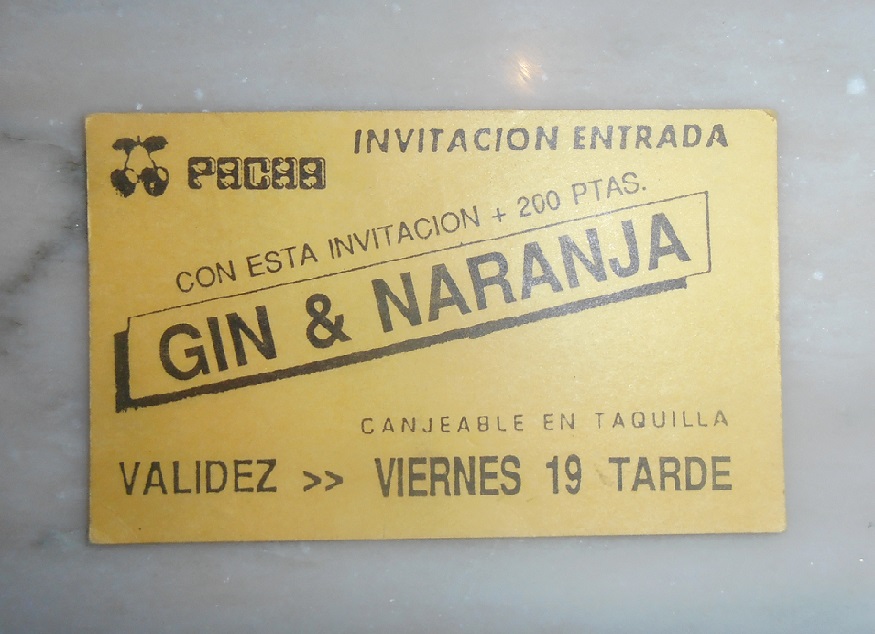 PACHA
INVITACION ENTRADA
CON ESTA INVITACION + 200 PTAS.
GIN & NARANJA
CANJEABLE EN TAQUILLA
VALIDEZ >> VIERNES 19 TARDE